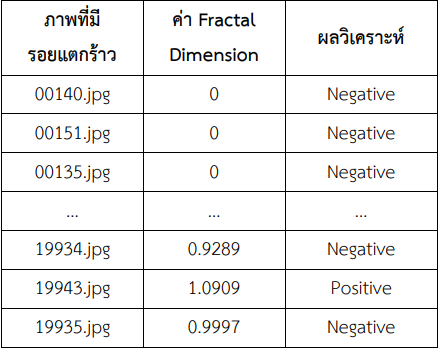 ภาพที่มี ค่า Fractal ผลวิเคราะห์
รอยแตกร้าว Dimension
00140.jpg 0 Negative
00151.jpg 0 Negative
00135.jpg 0 Negative
... ... ...
19934.jpg 0.9289 Negative
19943.jpg 1.0909 Positive
19935.jpg 0.9997 Negative